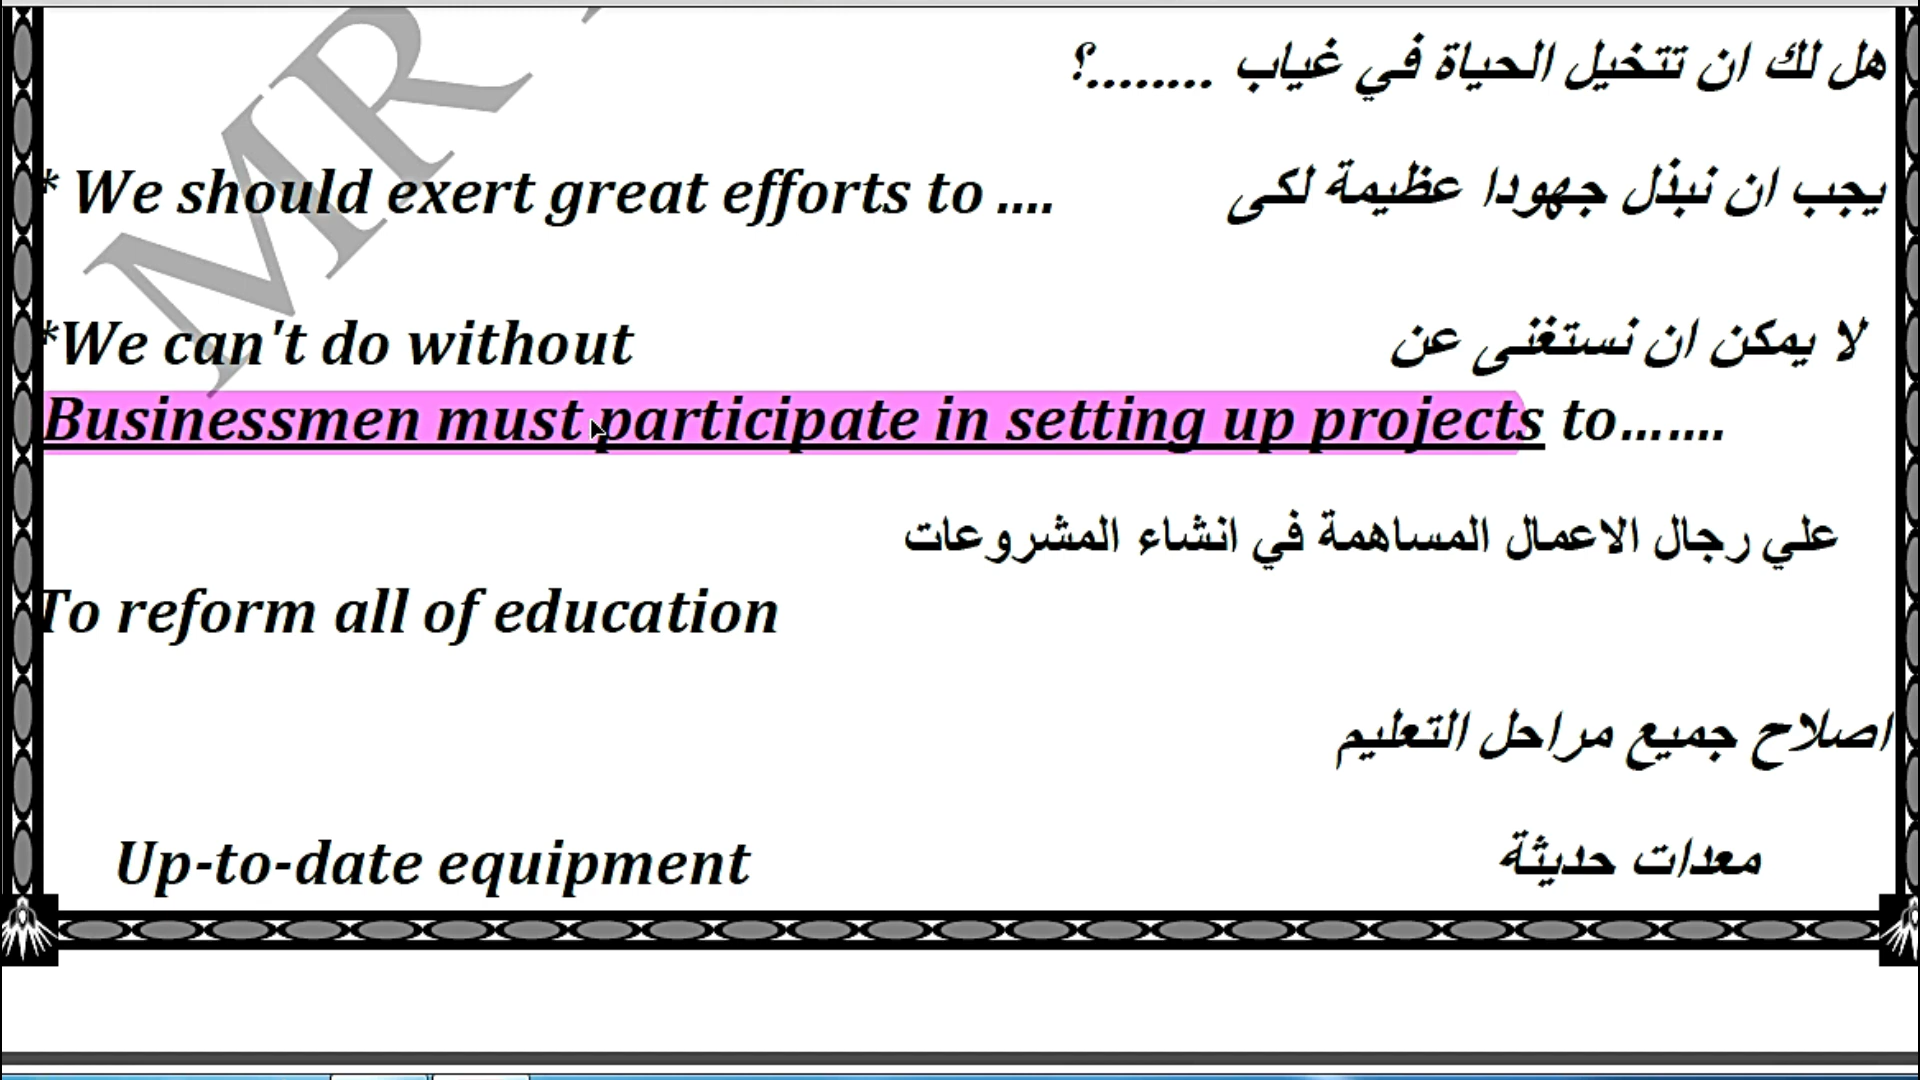 هل لك ان تتخيل الحياة في غياب ........؟
* We should exert great efforts to .... يجب ان نبذل جهودا عظيمة لكى
*We can't do without لا يمكن ان نستغنى عن
Businessmen must participate in setting up projects to.......
علي رجال الاعمال المساهمة في انشاء المشروعات
To reform all of education
اصلاح جميع مراحل التعليم
Up-to-date equipment معدات حديثة
MR